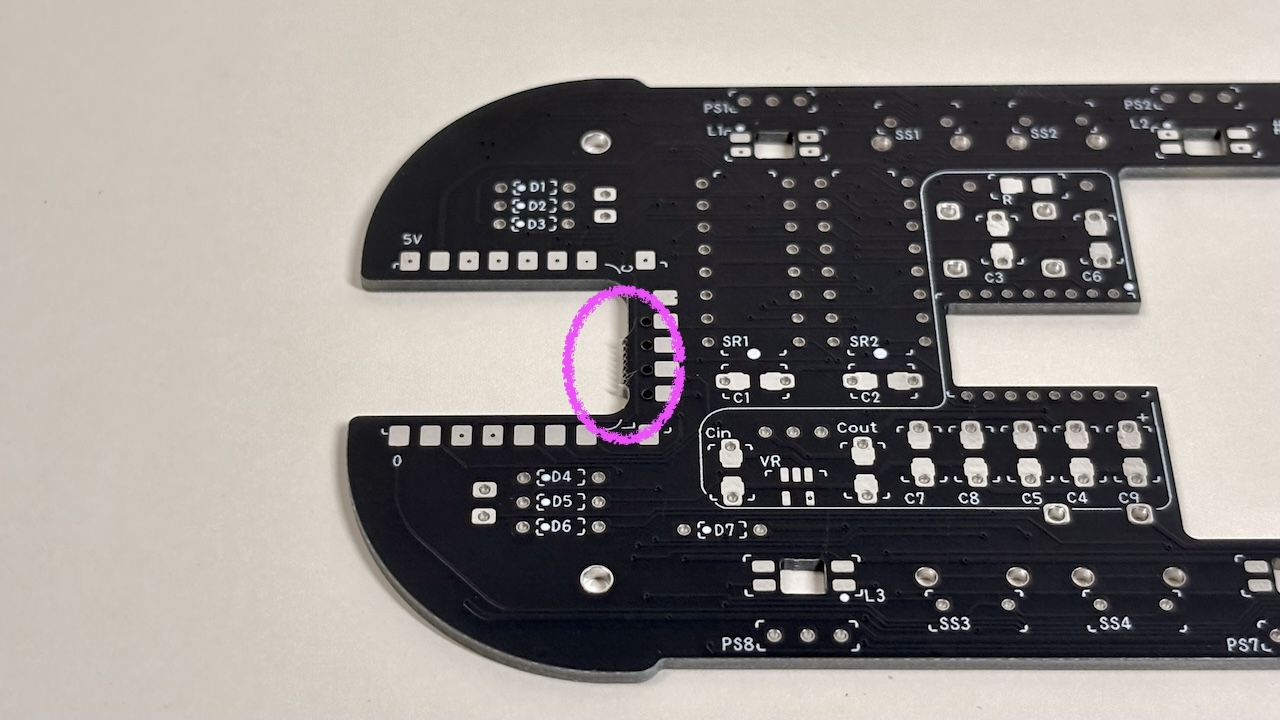 PS1
PS2
L1
L2
SS1
SS2
D1
D2
D3
R
5V
C
C3
C6
SR1
SR2
C1
C2
+
Cin
Cout
VR
0
D4
C7
C8
C5
C4
C9
D5
D6
D7
L3
SS3
SS4
PS8
PS7